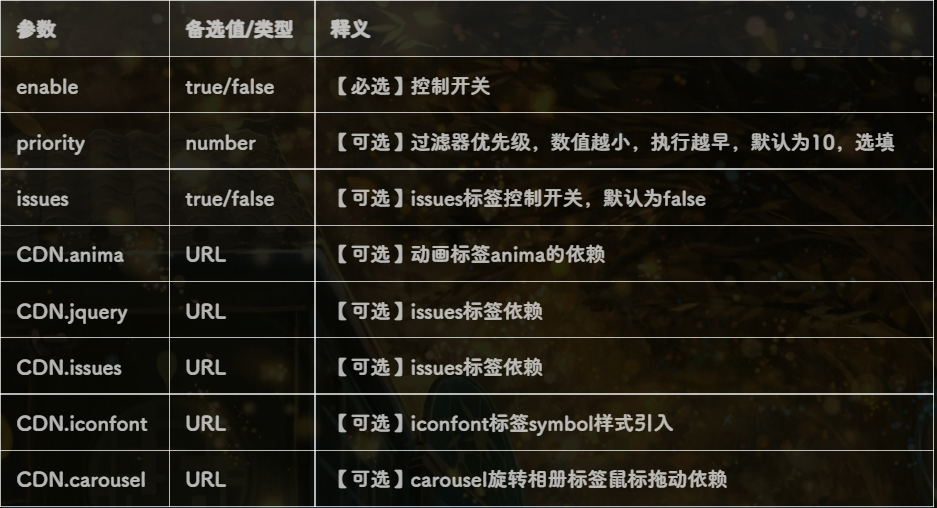 参数 备选值/类型 释义
enable true/false 【必选】控制开关
priority number 【可选】过滤器优先级，数值越小，执行越早，默认为10，选填
issues true/false 【可选】issues标签控制开关，默认为false
CDN.anima URL 【可选】动画标签anima的依赖
CDN.jquery URL 【可选】issues标签依赖
CDN.issues URL 【可选】issues标签依赖
CDN.iconfont URL 【可选】iconfont标签symbol样式引入
CDN.carousel URL 【可选】carousel旋转相册标签鼠标拖动依赖